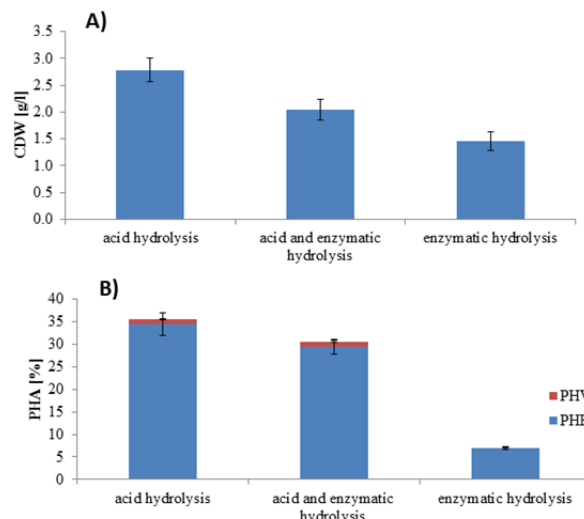 A)
CDW [g/l]
3.5
3.0
2.5
2.0
1.5
1.0
0.5
0.0
acid hydrolysis
acid and enzymatic
hydrolysis
enzymatic hydrolysis
B)
PHA [%]
40
35
30
25
20
15
10
5
0
acid hydrolysis
acid and enzymatic
hydrolysis
enzymatic hydrolysis